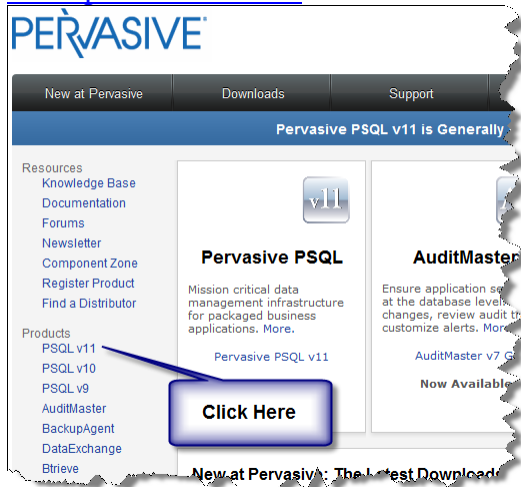 PERVASIVE
New at Pervasive
Downloads
Support
Pervasive PSQL v11 is Generally
Resources
Knowledge Base
Documentation
Forums
Newsletter
Component Zone
Register Product
Find a Distributor
Products
PSQL v11
PSQL v10
PSQL v9
AuditMaster
BackupAgent
DataExchange
Btrieve
v11
Pervasive PSQL
Mission critical data
management infrastructure
for packaged business
applications. More.
Pervasive PSQL v11
AuditMaster
Ensure application
at the database level.
changes, review audit
customize alerts.
AuditMaster v7
Now Available
Click Here
New at Pervasive: The Latest Downloads